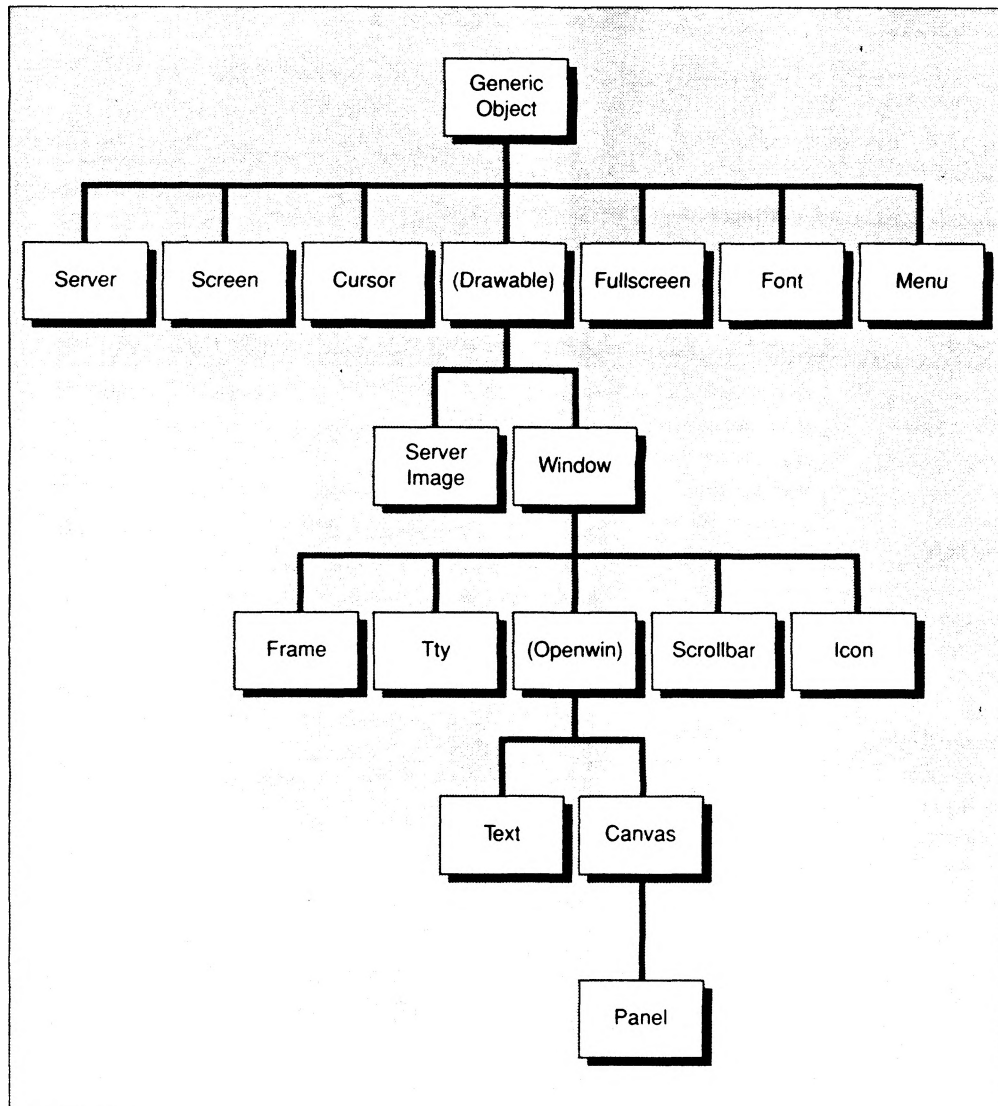 Generic
Object
Server
Screen
Cursor
(Drawable)
Fullscreen
Font
Menu
Server
Image
Window
Frame
Tty
(Openwin)
Scrollbar
Icon
Text
Canvas
Panel